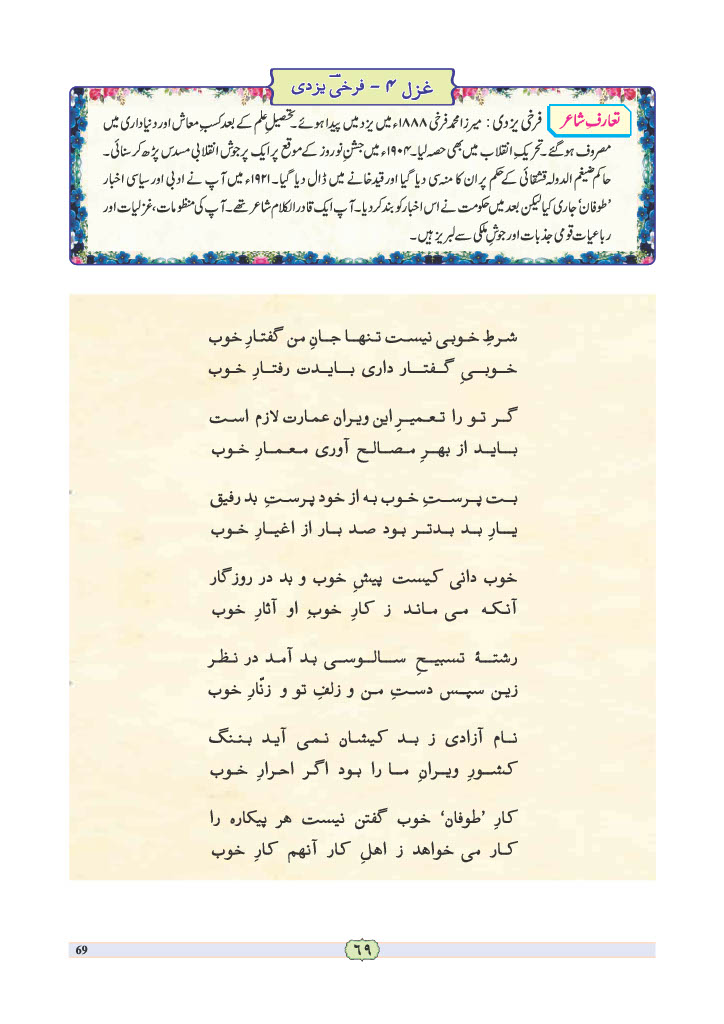 غزل ۴ - فرخیؔ یزدی
تعارفِ شاعر
فرخی یزدی : میرزا محمد فرخی ۱۸۸۸ء میں یزد میں پیدا ہوئے۔ تحصیلِ علم کے بعد کسبِ معاش اور دنیا داری میں
مصروف ہوگئے۔ تحریکِ انقلاب میں بھی حصہ لیا۔ ۱۹۰۴ء میں جشنِ نوروز کے موقع پر ایک پر جوش انقلابی مسدس پڑھ کر سنائی۔
حاکم ضیغم الدولہ قشقائی کے حکم پر ان کا منہ سی دیا گیا اور قید خانے میں ڈال دیا گیا۔ ۱۹۲۱ء میں آپ نے ادبی اور سیاسی اخبار
’طوفان‘ جاری کیا لیکن بعد میں حکومت نے اس اخبار کو بند کردیا۔ آپ ایک قادر الکلام شاعر تھے۔ آپ کی منظومات، غزلیات اور
رباعیات قومی جذبات اور جوشِ ملکی سے لبریز ہیں۔
شرطِ خوبی نیست تنها جانِ من گفتارِ خوب
خوبیِ گفتار داری بایدت رفتارِ خوب
گر تو را تعمیرِ این ویران عمارت لازم است
باید از بهرِ مصالح آوری معمارِ خوب
بت پرستِ خوب به از خود پرستِ بد رفیق
یارِ بد بدتر بود صد بار از اغیارِ خوب
خوب دانی کیست پیشِ خوب و بد در روزگار
آنکه می ماند ز کارِ خوبِ او آثارِ خوب
رشتۂ تسبیحِ سالوسی بد آمد در نظر
زین سپس دستِ من و زلفِ تو و زنّارِ خوب
نام آزادی ز بد کیشان نمی آید بننگ
کشورِ ویرانِ ما را بود اگر احرارِ خوب
کارِ ’طوفان‘ خوب گفتن نیست هر پیکاره را
کار می خواهد ز اهلِ کار آنهم کارِ خوب
69
۶۹